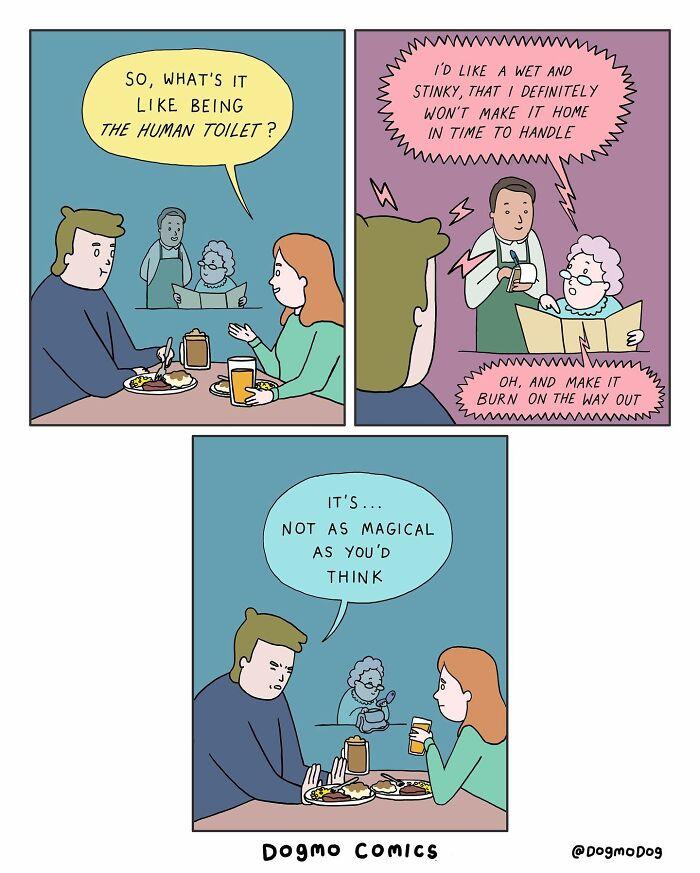 SO, WHAT'S IT
LIKE BEING
THE HUMAN TOILET?
I'D LIKE A WET AND
STINKY, THAT I DEFINITELY
WON'T MAKE IT HOME
IN TIME TO HANDLE
OH, AND MAKE IT
BURN ON THE WAY OUT
IT'S...
NOT AS MAGICAL
AS YOU'D
THINK
DOgMO COMICS
@DOgMODOg